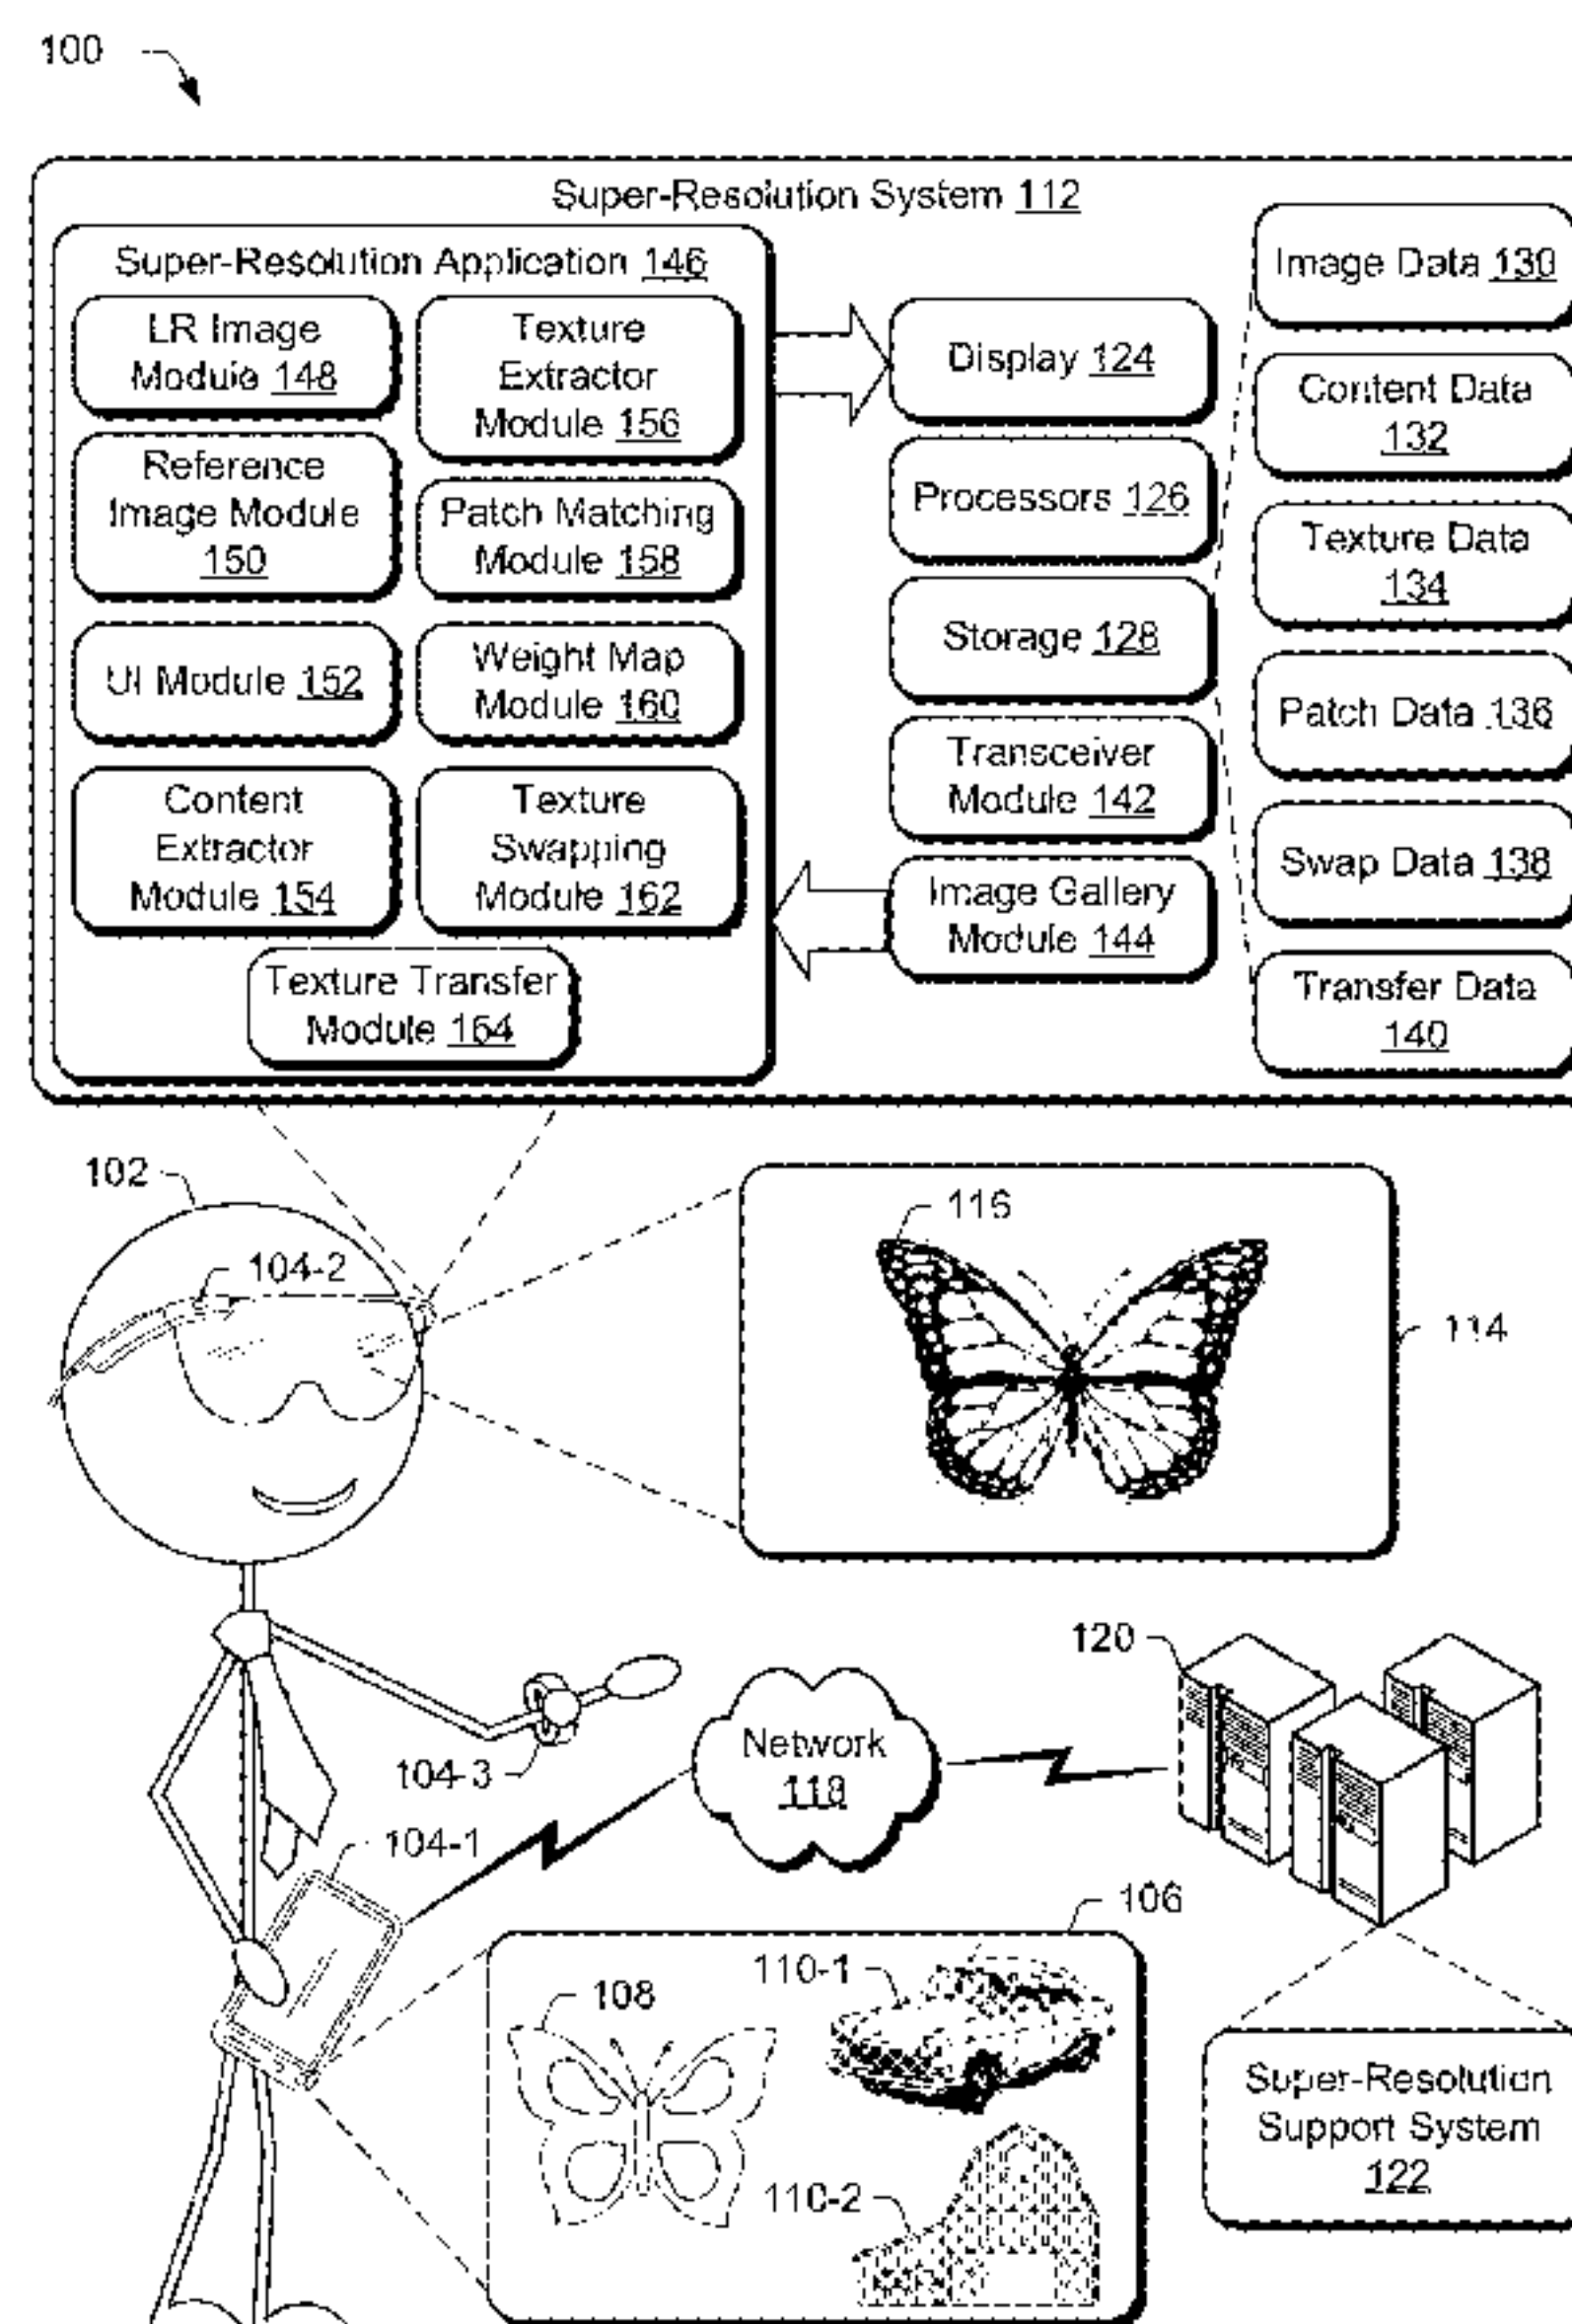 100
Super-Resolution System 112
Super-Resolution Application 146
LR Image
Module 148
Reference
Image Module
150
UI Module 152
Content
Extractor
Module 154
Texture
Extractor
Module 156
Patch Matching
Module 158
Weight Map
Module 160
Texture
Swapping
Module 162
Texture Transfer
Module 164
Display 124
Processors 126
Storage 128
Transceiver
Module 142
Image Gallery
Module 144
Image Data 130
Content Data
132
Texture Data
134
Patch Data 136
Swap Data 138
Transfer Data
140
102
104-2
116
114
120
104-3
Network
118
104-1
106
110-1
108
110-2
Super-Resolution
Support System
122